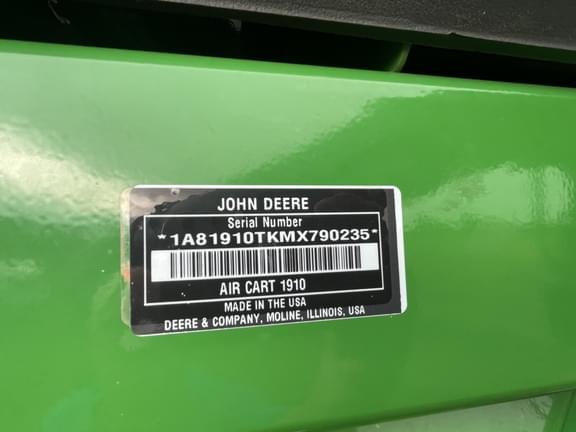 JOHN DEERE
Serial Number
*1A81910TKMX790235*
AIR CART 1910
MADE IN THE USA
DEERE & COMPANY, MOLINE, ILLINOIS, USA